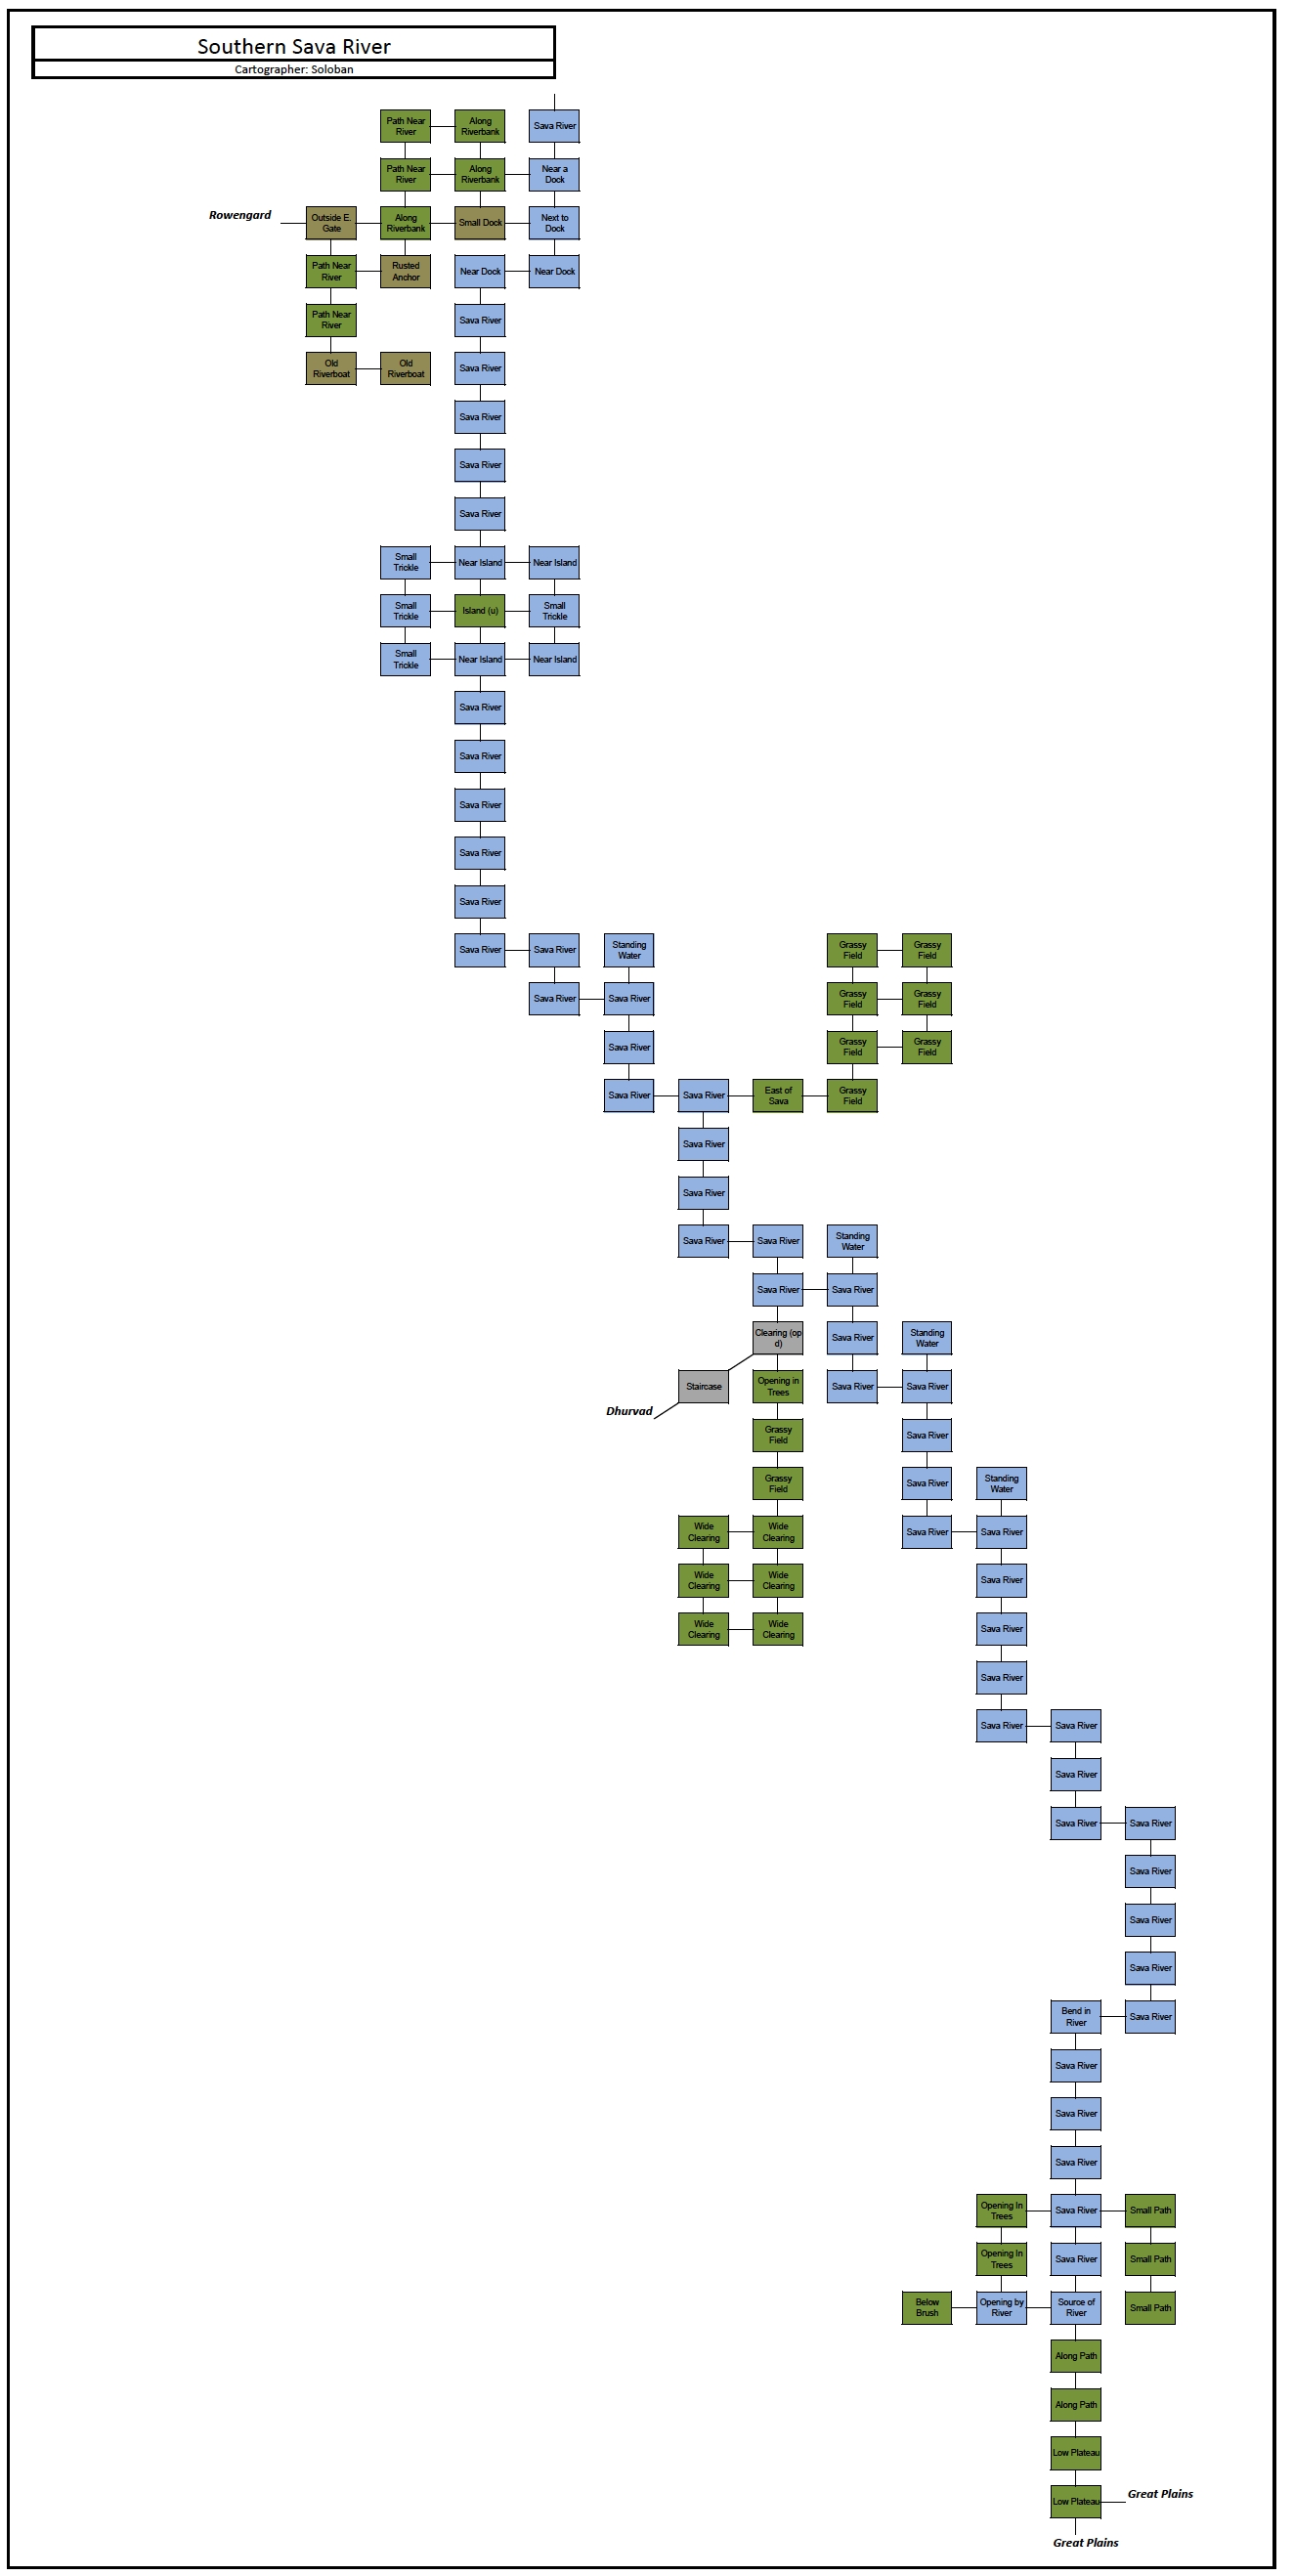 Southern Sava River
Cartographer: Soloban
Path Near
River
Along
Riverbank
Sava River
Path Near
River
Along
Riverbank
Near a
Dock
Rowengard
Outside E.
Gate
Along
Riverbank
Small Dock
Next to
Dock
Path Near
River
Rusted
Anchor
Near Dock
Near Dock
Path Near
River
Sava River
Old
Riverboat
Old
Riverboat
Sava River
Sava River
Sava River
Sava River
Small
Trickle
Near Island
Near Island
Small
Trickle
Island (u)
Small
Trickle
Small
Trickle
Near Island
Near Island
Sava River
Sava River
Sava River
Sava River
Sava River
Sava River
Sava River
Standing
Water
Grassy
Field
Grassy
Field
Sava River
Sava River
Grassy
Field
Grassy
Field
Sava River
Grassy
Field
Grassy
Field
Sava River
Sava River
East of
Sava
Grassy
Field
Sava River
Sava River
Sava River
Sava River
Standing
Water
Sava River
Sava River
Clearing (op
d)
Sava River
Standing
Water
Staircase
Opening in
Trees
Sava River
Sava River
Dhurvad
Grassy
Field
Sava River
Grassy
Field
Sava River
Standing
Water
Wide
Clearing
Wide
Clearing
Sava River
Sava River
Wide
Clearing
Wide
Clearing
Sava River
Wide
Clearing
Wide
Clearing
Sava River
Sava River
Sava River
Sava River
Sava River
Sava River
Sava River
Sava River
Sava River
Sava River
Bend in
River
Sava River
Sava River
Sava River
Sava River
Opening In
Trees
Sava River
Small Path
Opening In
Trees
Sava River
Small Path
Below
Brush
Opening by
River
Source of
River
Small Path
Along Path
Along Path
Low Plateau
Low Plateau
Great Plains
Great Plains